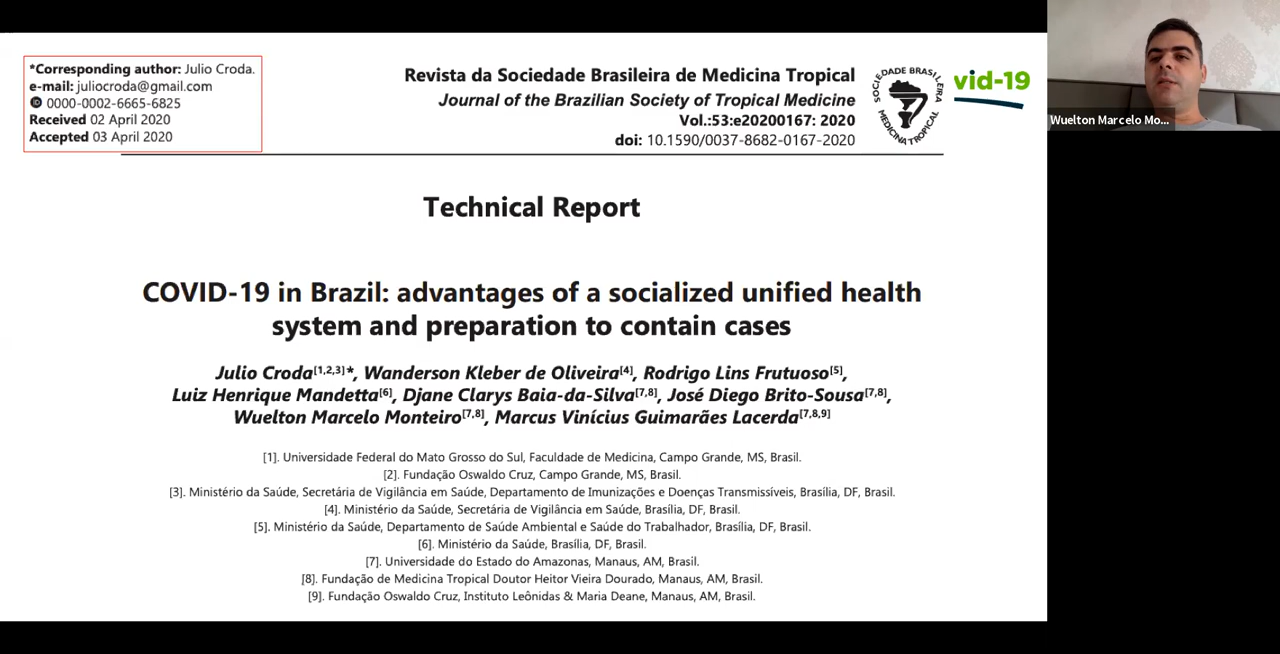 *Corresponding author: Julio Croda.
e-mail: juliocroda@gmail.com
0000-0002-6665-6825
Received 02 April 2020
Accepted 03 April 2020
Revista da Sociedade Brasileira de Medicina Tropical
Journal of the Brazilian Society of Tropical Medicine
Vol.:53:e20200167: 2020
doi: 10.1590/0037-8682-0167-2020
SOCIEDADE BRASILEIRA
MEDICINA TROPICAL
vid-19
Wuelton Marcelo Mo...
Technical Report
COVID-19 in Brazil: advantages of a socialized unified health
system and preparation to contain cases
Julio Croda[1,2,3]*, Wanderson Kleber de Oliveira[4], Rodrigo Lins Frutuoso[5],
Luiz Henrique Mandetta[6], Djane Clarys Baia-da-Silva[7,8], José Diego Brito-Sousa[7,8],
Wuelton Marcelo Monteiro[7,8], Marcus Vinícius Guimarães Lacerda[7,8,9]
[1]. Universidade Federal do Mato Grosso do Sul, Faculdade de Medicina, Campo Grande, MS, Brasil.
[2]. Fundação Oswaldo Cruz, Campo Grande, MS, Brasil.
[3]. Ministério da Saúde, Secretária de Vigilância em Saúde, Departamento de Imunizações e Doenças Transmissíveis, Brasília, DF, Brasil.
[4]. Ministério da Saúde, Secretária de Vigilância em Saúde, Brasília, DF, Brasil.
[5]. Ministério da Saúde, Departamento de Saúde Ambiental e Saúde do Trabalhador, Brasília, DF, Brasil.
[6]. Ministério da Saúde, Brasília, DF, Brasil.
[7]. Universidade do Estado do Amazonas, Manaus, AM, Brasil.
[8]. Fundação de Medicina Tropical Doutor Heitor Vieira Dourado, Manaus, AM, Brasil.
[9]. Fundação Oswaldo Cruz, Instituto Leônidas & Maria Deane, Manaus, AM, Brasil.